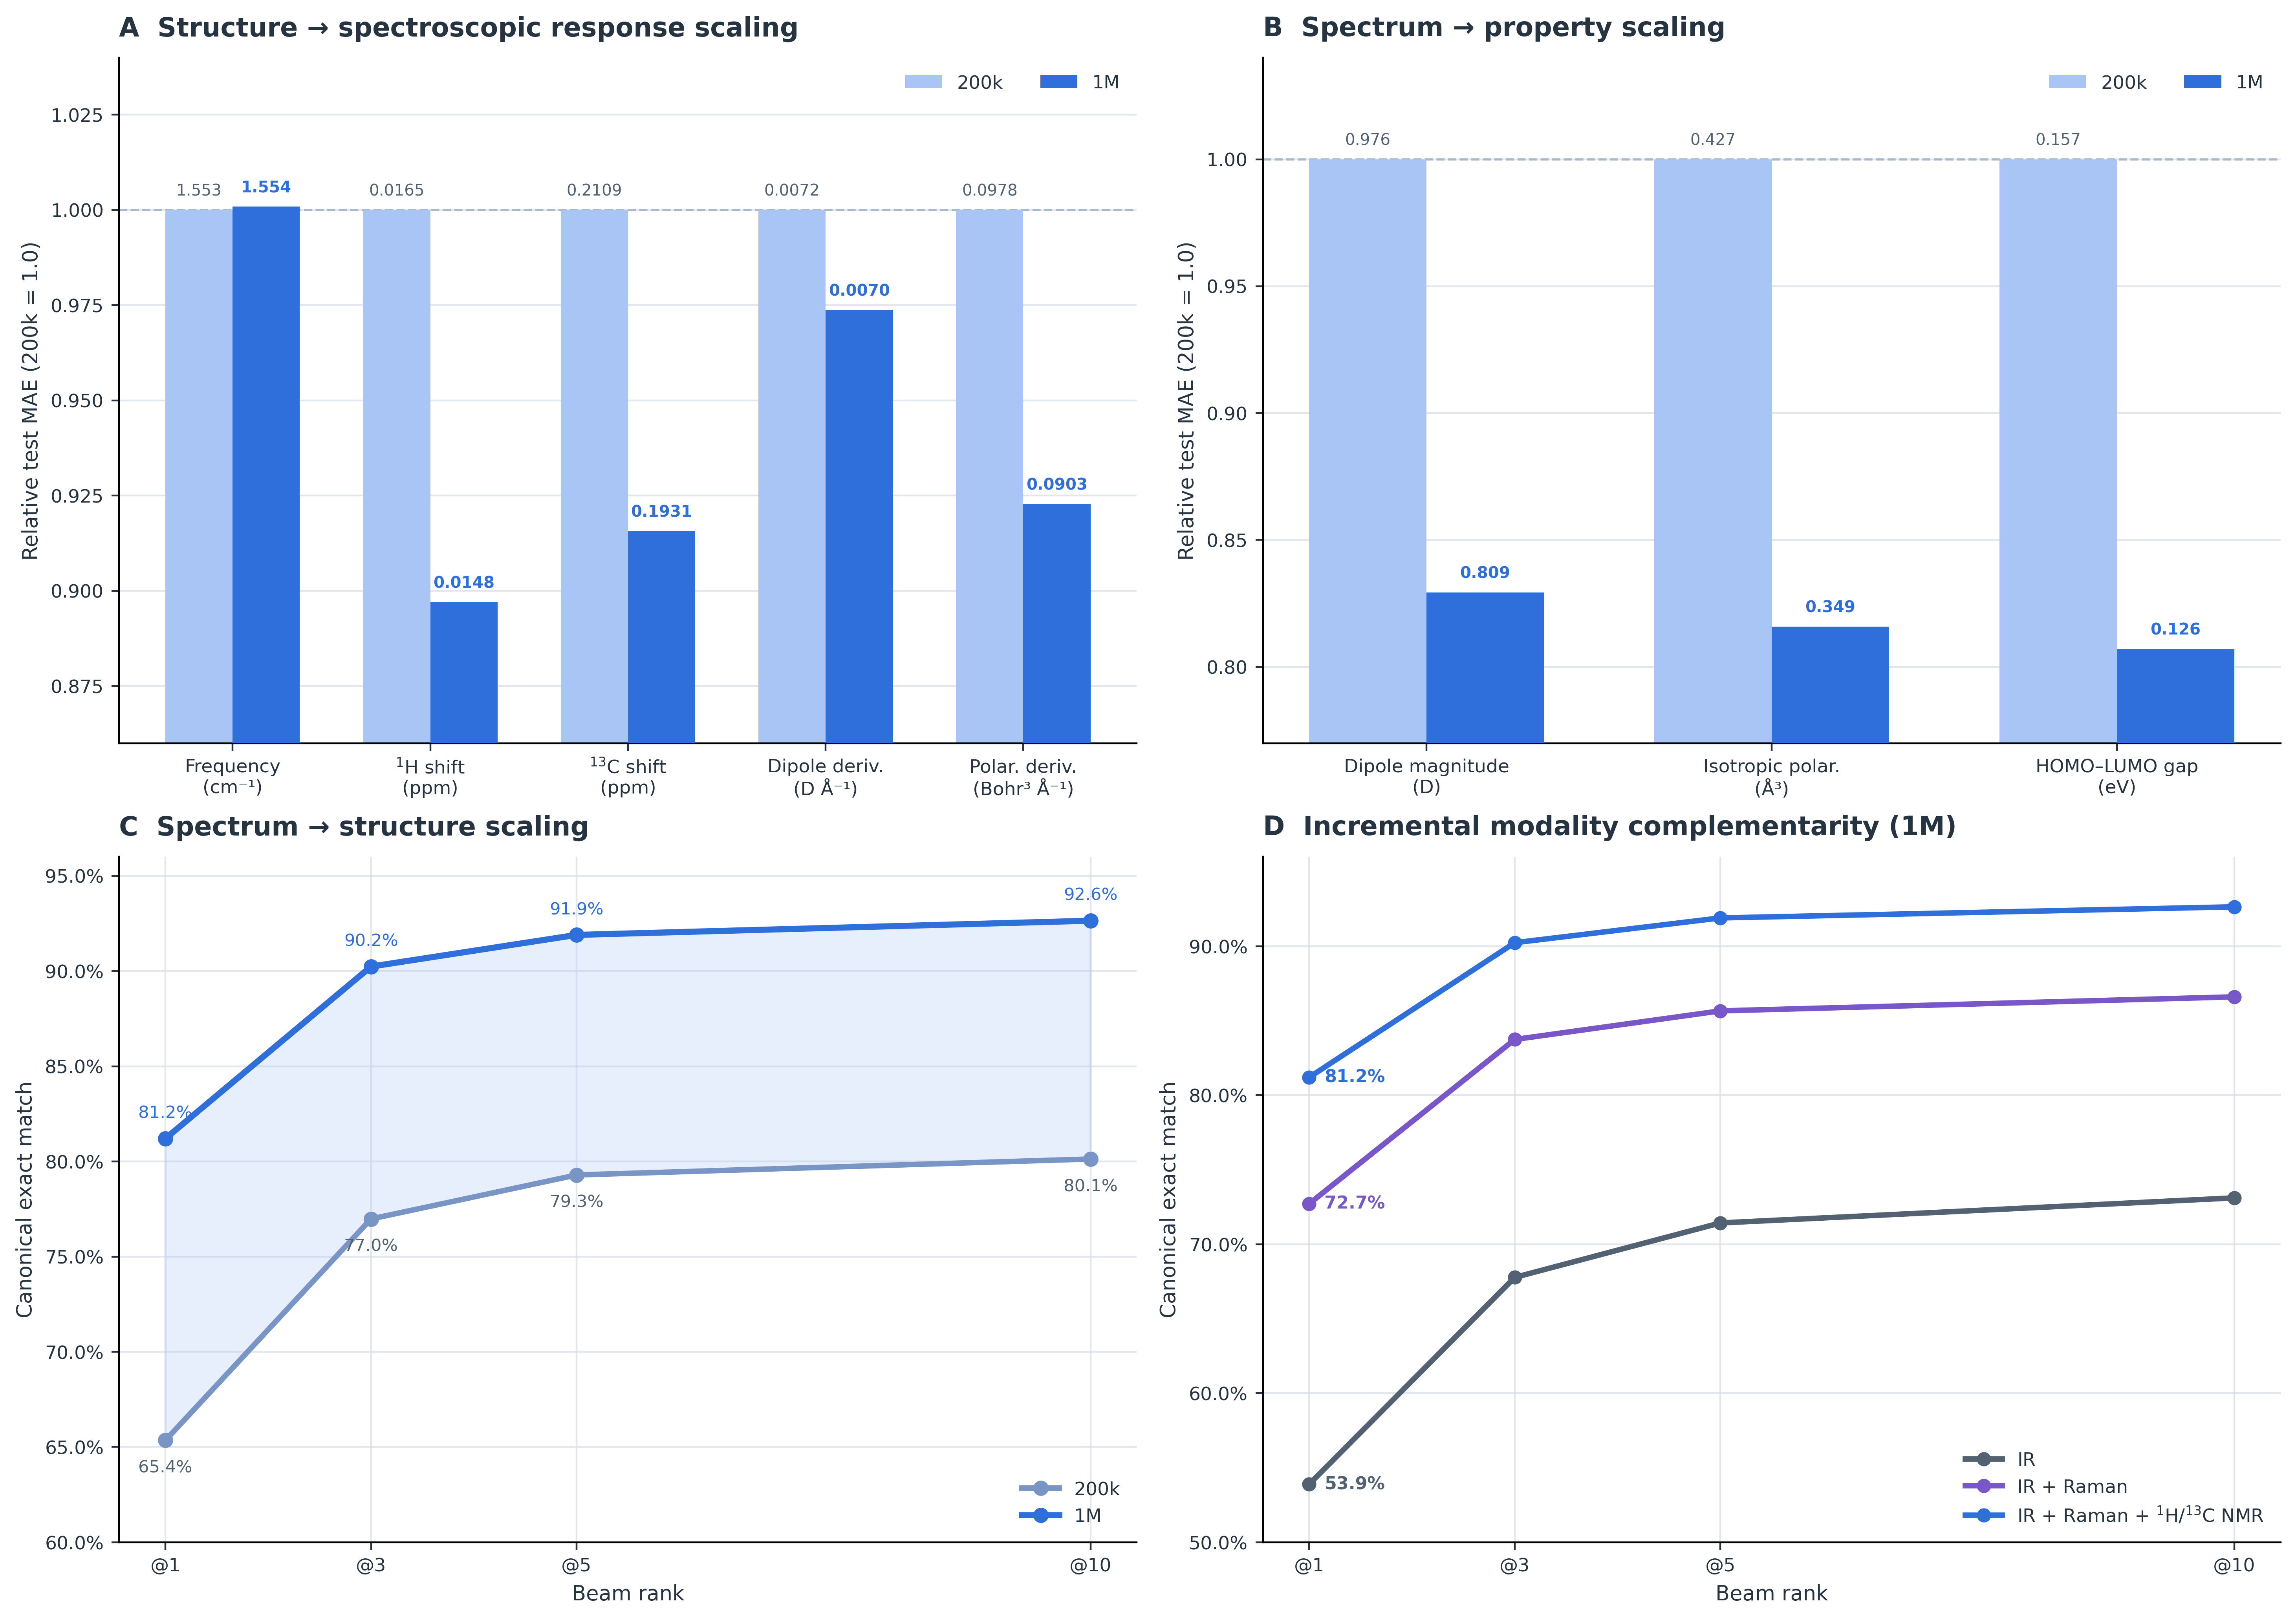 A Structure → spectroscopic response scaling
200k
1M
Relative test MAE (200k = 1.0)
1.025
1.000
0.975
0.950
0.925
0.900
0.875
1.553
1.554
0.0165
0.0148
0.2109
0.1931
0.0072
0.0070
0.0978
0.0903
Frequency
(cm⁻¹)
¹H shift
(ppm)
¹³C shift
(ppm)
Dipole deriv.
(D Å⁻¹)
Polar. deriv.
(Bohr³ Å⁻¹)
B Spectrum → property scaling
200k
1M
Relative test MAE (200k = 1.0)
1.00
0.95
0.90
0.85
0.80
0.976
0.809
0.427
0.349
0.157
0.126
Dipole magnitude
(D)
Isotropic polar.
(Å³)
HOMO–LUMO gap
(eV)
C Spectrum → structure scaling
Canonical exact match
95.0%
90.0%
85.0%
80.0%
75.0%
70.0%
65.0%
60.0%
81.2%
90.2%
91.9%
92.6%
65.4%
77.0%
79.3%
80.1%
200k
1M
@1
@3
@5
@10
Beam rank
D Incremental modality complementarity (1M)
Canonical exact match
90.0%
80.0%
70.0%
60.0%
50.0%
81.2%
72.7%
53.9%
IR
IR + Raman
IR + Raman + ¹H/¹³C NMR
@1
@3
@5
@10
Beam rank